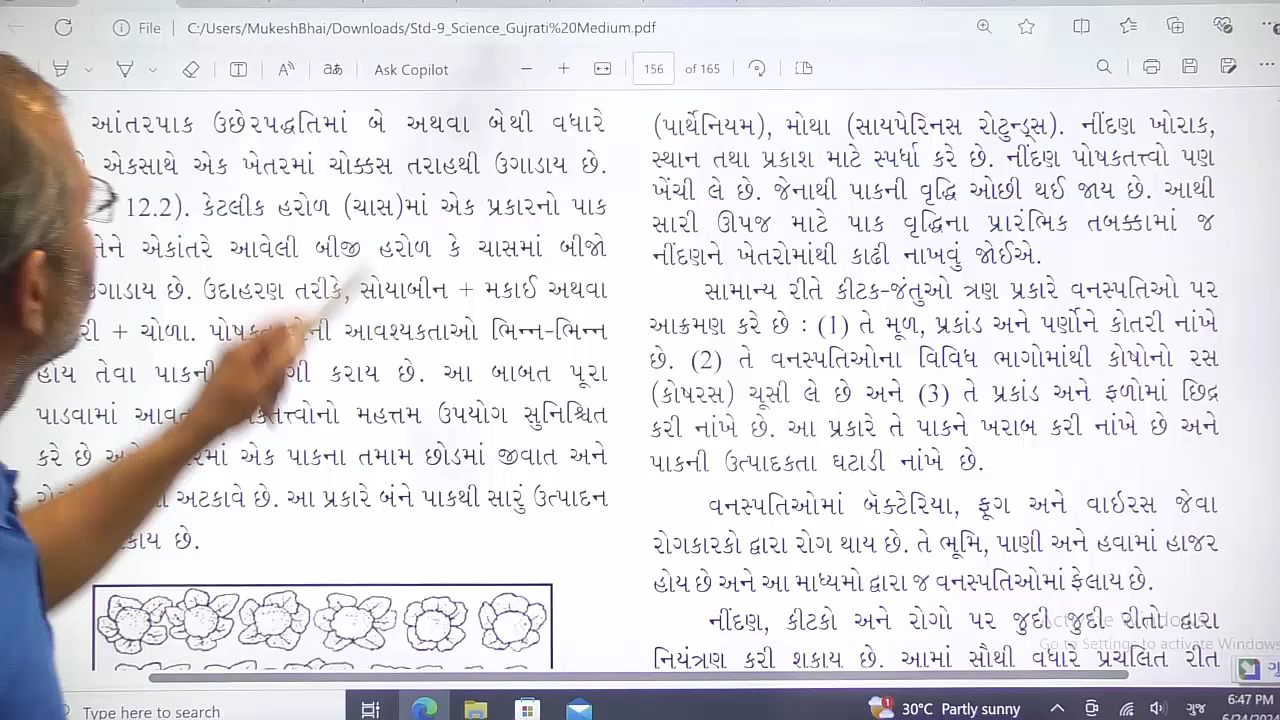 File
C:/Users/MukeshBhai/Downloads/Std-9_Science_Gujrati%20Medium.pdf
Ask Copilot
156 of 165
આંતરપાક ઉછેરપદ્ધતિમાં બે અથવા બેથી વધારે
એકસાથે એક ખેતરમાં ચોક્કસ તરાહથી ઉગાડાય છે.
12.2). કેટલીક હરોળ (ચાસ)માં એક પ્રકારનો પાક
એકાંતરે આવેલી બીજી હરોળ કે ચાસમાં બીજો
ઉગાડાય છે. ઉદાહરણ તરીકે, સોયાબીન + મકાઈ અથવા
+ ચોળા. આવશ્યકતાઓ ભિન્ન-ભિન્ન
હોય તેવા પાકની કરાય છે. આ બાબત પૂરા
પાડવામાં મહત્તમ ઉપયોગ સુનિશ્ચિત
કરે છે એક પાકના તમામ છોડમાં જીવાત અને
અટકાવે છે. આ પ્રકારે બંને પાકથી સારું ઉત્પાદન
છે.
(પાર્થેનિયમ), મોથા (સાયપેરિનસ રોટુન્ડ્સ). નીંદણ ખોરાક,
સ્થાન તથા પ્રકાશ માટે સ્પર્ધા કરે છે. નીંદણ પોષકતત્ત્વો પણ
ખેંચી લે છે. જેનાથી પાકની વૃદ્ધિ ઓછી થઈ જાય છે. આથી
સારી ઊપજ માટે પાક વૃદ્ધિના પ્રારંભિક તબક્કામાં જ
નીંદણને ખેતરોમાંથી કાઢી નાખવું જોઈએ.
સામાન્ય રીતે કીટક-જંતુઓ ત્રણ પ્રકારે વનસ્પતિઓ પર
આક્રમણ કરે છે : (1) તે મૂળ, પ્રકાંડ અને પર્ણોને કોતરી નાંખે
છે. (2) તે વનસ્પતિઓના વિવિધ ભાગોમાંથી કોષોનો રસ
(કોષરસ) ચૂસી લે છે અને (3) તે પ્રકાંડ અને ફળોમાં છિદ્ર
કરી નાંખે છે. આ પ્રકારે તે પાકને ખરાબ કરી નાંખે છે અને
પાકની ઉત્પાદકતા ઘટાડી નાંખે છે.
વનસ્પતિઓમાં બૅક્ટેરિયા, ફૂગ અને વાઇરસ જેવા
રોગકારકો દ્વારા રોગ થાય છે. તે ભૂમિ, પાણી અને હવામાં હાજર
હોય છે અને આ માધ્યમો દ્વારા જ વનસ્પતિઓમાં ફેલાય છે.
નીંદણ, કીટકો અને રોગો પર જુદી જુદી રીતો દ્વારા
નિયંત્રણ કરી શકાય છે. આમાં સૌથી વધારે પ્રચલિત રીત
Go to Settings to activate Windows
Type here to search
30°C Partly sunny
ગુજ
6:47 PM